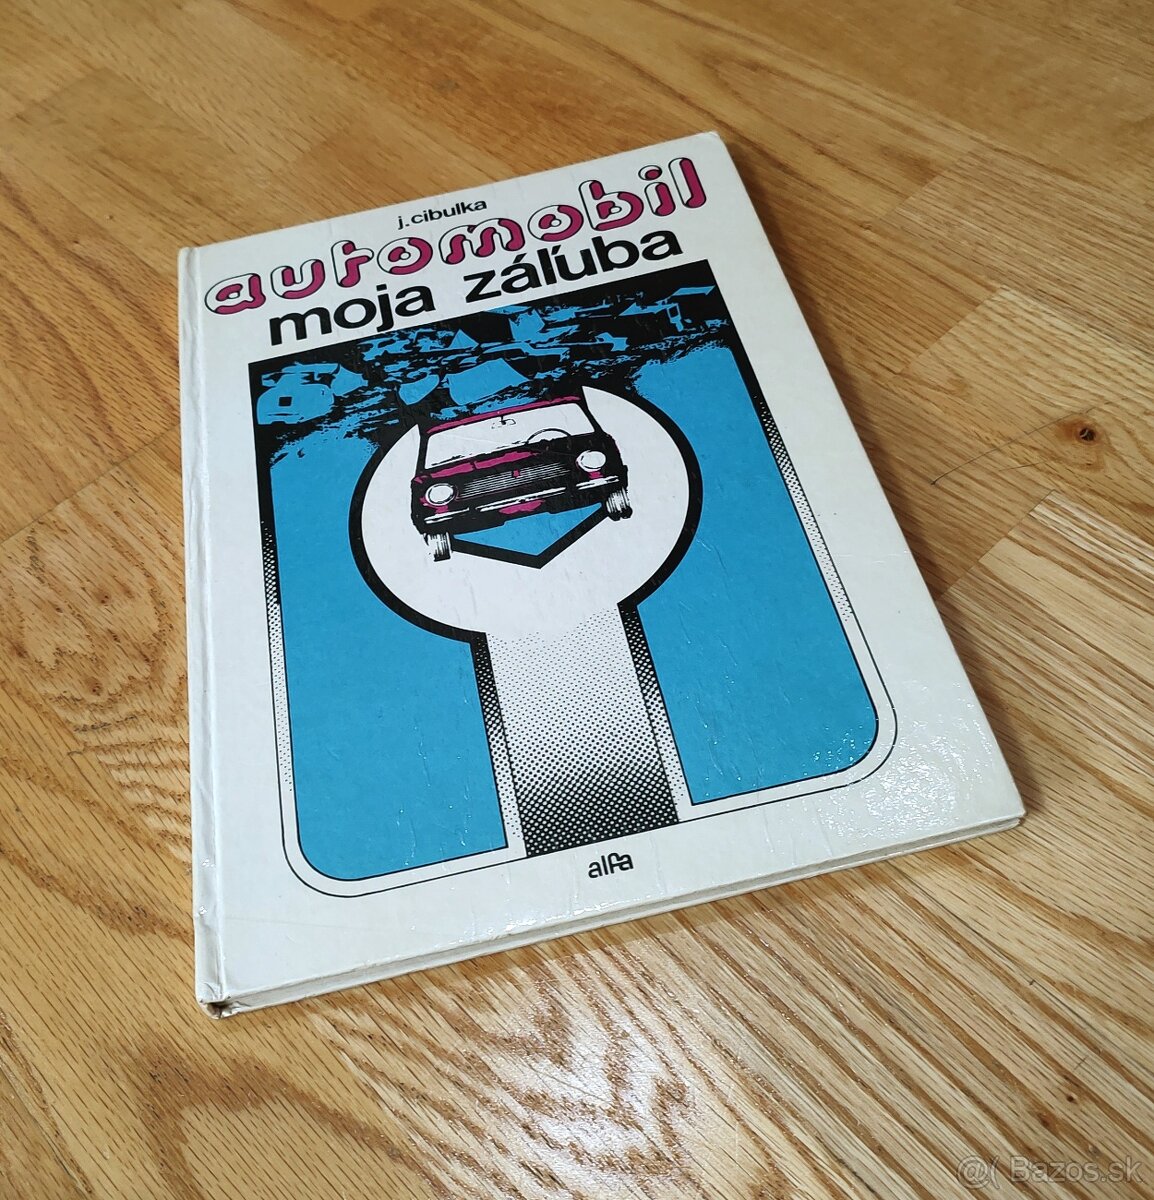 j.cibulka
automobil
moja záľuba
alfa
@( Bazos.sk